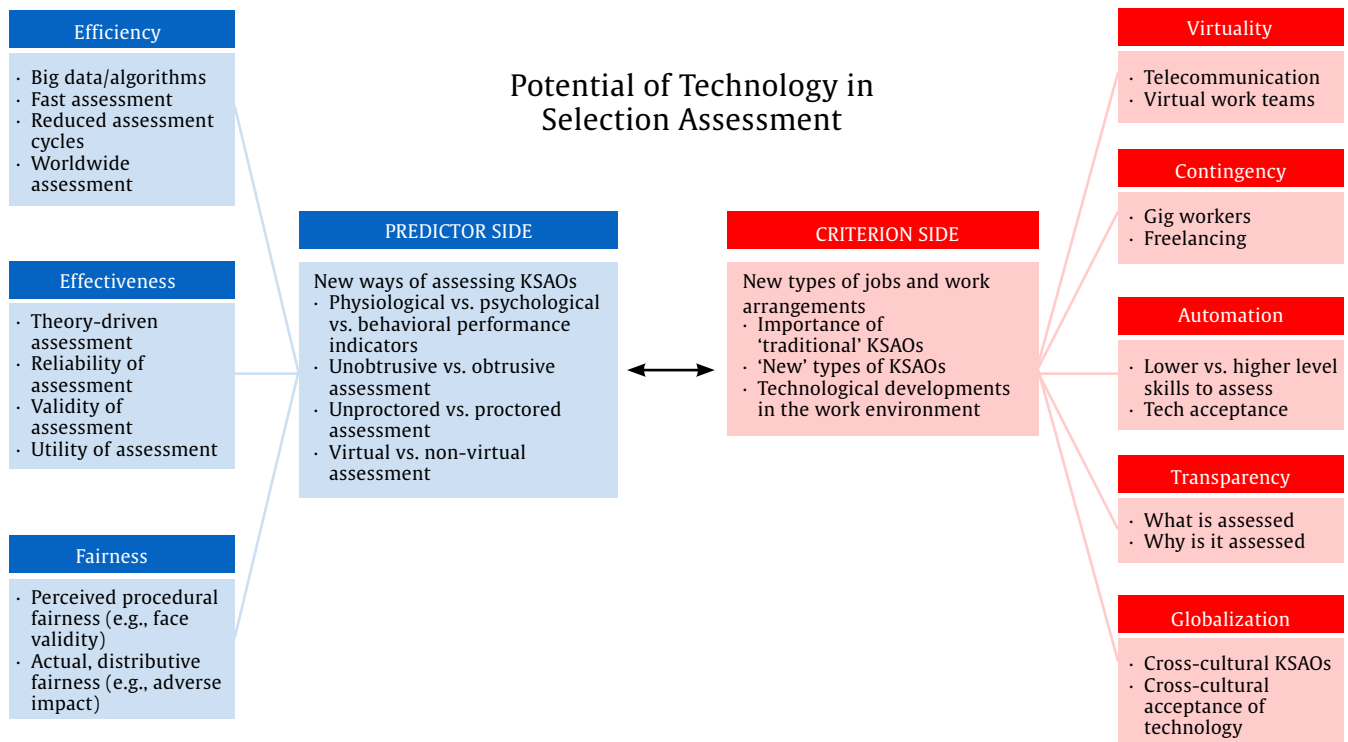 Potential of Technology in
Selection Assessment
Efficiency
· Big data/algorithms
· Fast assessment
· Reduced assessment
cycles
· Worldwide
assessment
Effectiveness
· Theory-driven
assessment
· Reliability of
assessment
· Validity of
assessment
· Utility of assessment
Fairness
· Perceived procedural
fairness (e.g., face
validity)
· Actual, distributive
fairness (e.g., adverse
impact)
PREDICTOR SIDE
New ways of assessing KSAOs
· Physiological vs. psychological
vs. behavioral performance
indicators
· Unobtrusive vs. obtrusive
assessment
· Unproctored vs. proctored
assessment
· Virtual vs. non-virtual
assessment
CRITERION SIDE
New types of jobs and work
arrangements
· Importance of
‘traditional’ KSAOs
· ‘New’ types of KSAOs
· Technological developments
in the work environment
Virtuality
· Telecommunication
· Virtual work teams
Contingency
· Gig workers
· Freelancing
Automation
· Lower vs. higher level
skills to assess
· Tech acceptance
Transparency
· What is assessed
· Why is it assessed
Globalization
· Cross-cultural KSAOs
· Cross-cultural
acceptance of
technology